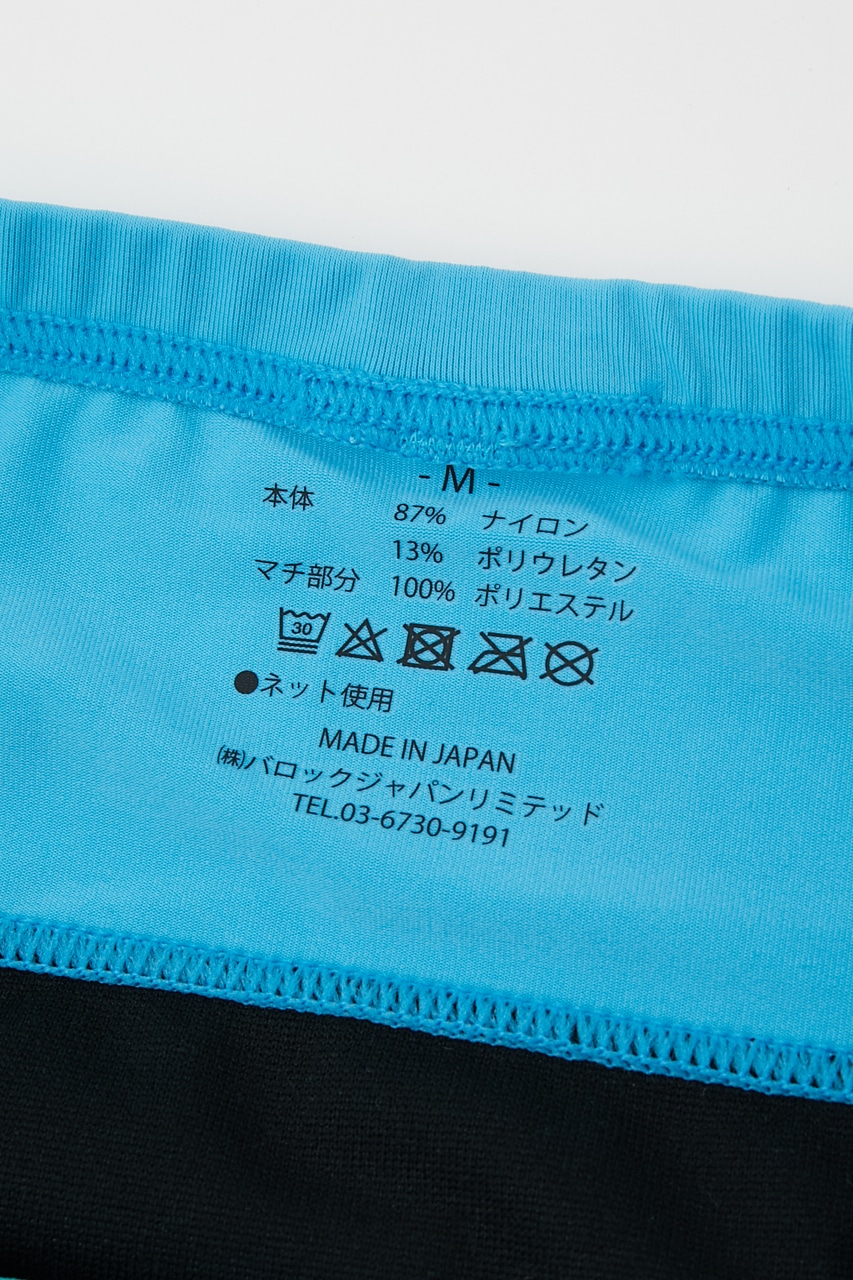 - M -
本体 87% ナイロン
13% ポリウレタン
マチ部分 100% ポリエステル
30
●ネット使用
MADE IN JAPAN
㈱バロックジャパンリミテッド
TEL.03-6730-9191